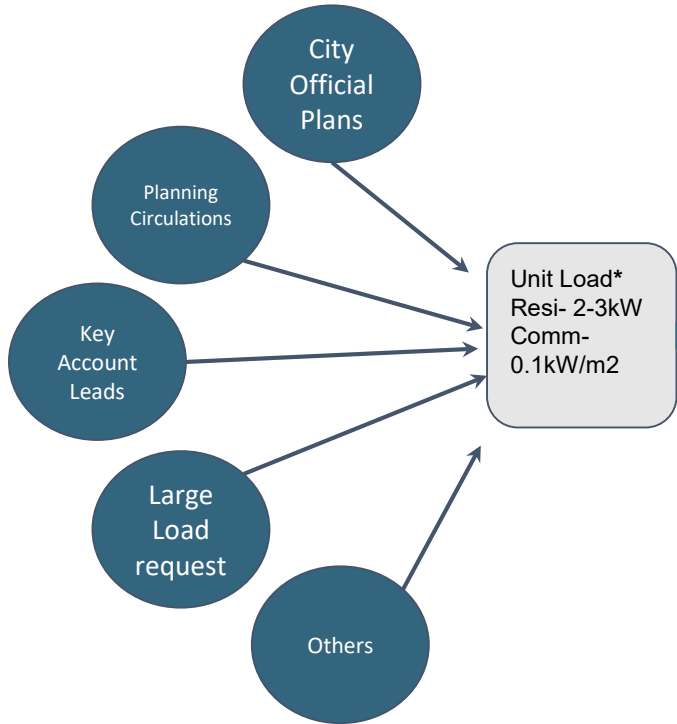 City
Official
Plans
Planning
Circulations
Key
Account
Leads
Large
Load
request
Others
Unit Load*
Resi- 2-3kW
Comm-
0.1kW/m2